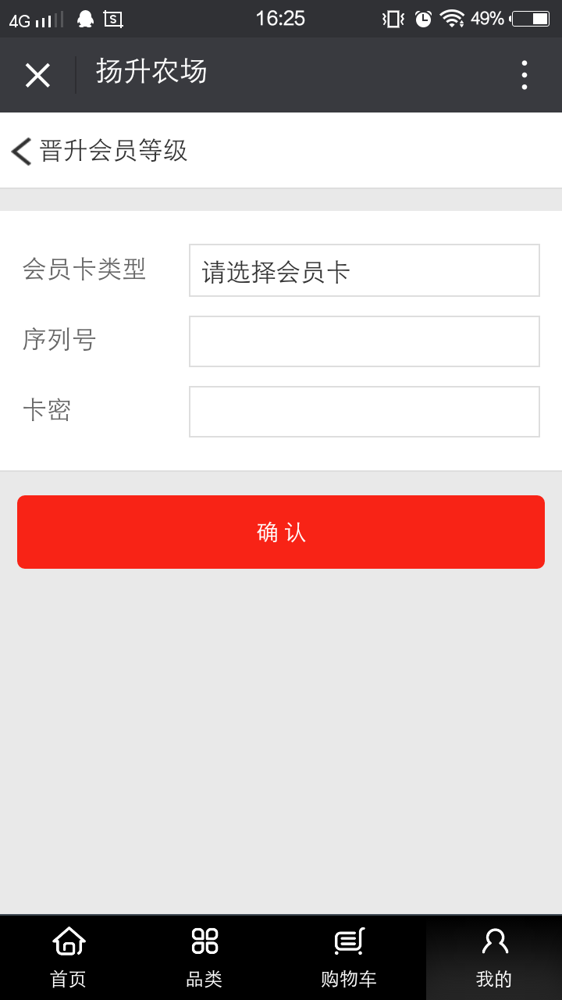 4G
S
16:25
49%
扬升农场
晋升会员等级
会员卡类型
请选择会员卡
序列号
卡密
确认
首页
品类
购物车
我的